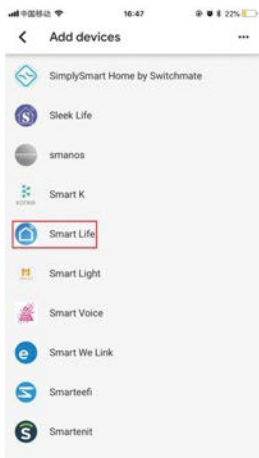 中国移动 16:47 22%
Add devices
SimplySmart Home by Switchmate
Sleek Life
smanos
Smart K
Smart Life
Smart Light
Smart Voice
Smart We Link
Smarteefi
Smartenit